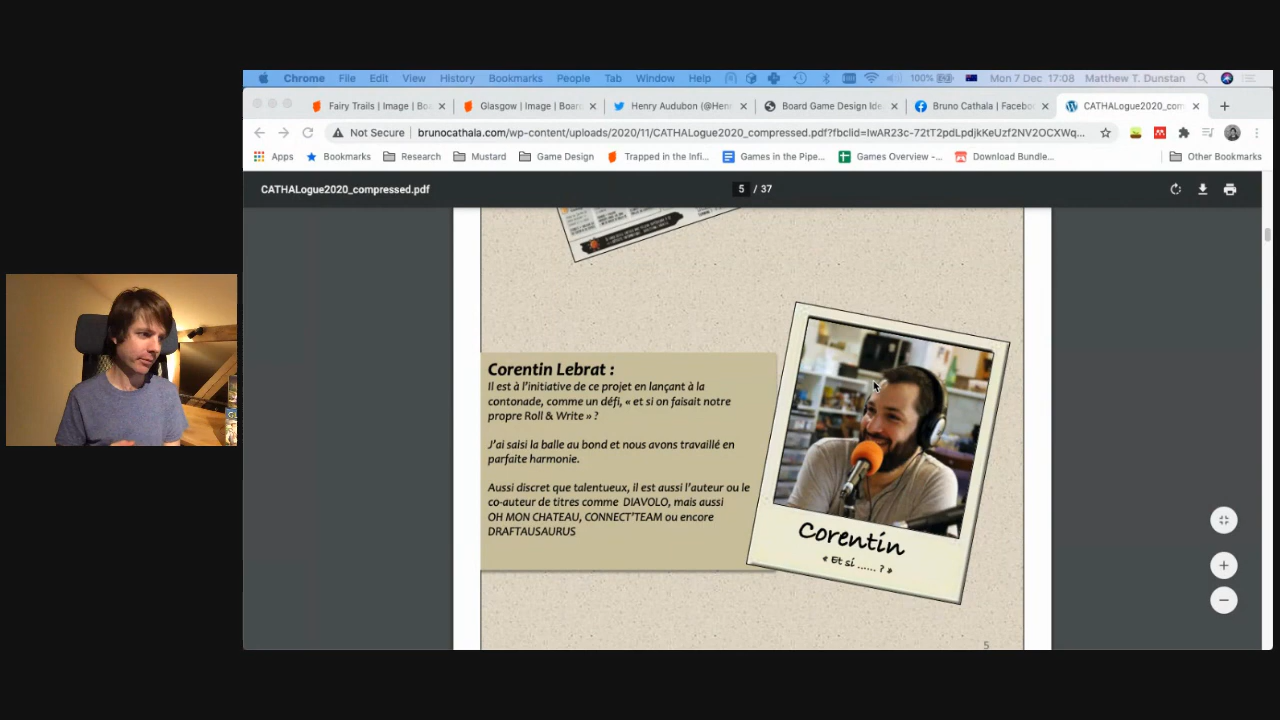 Chrome File Edit View History Bookmarks People Tab Window Help 100% Mon 7 Dec 17:08 Matthew T. Dunstan
Fairy Trails | Image | Boa Glasgow | Image | Boar Henry Audubon (@Hen Board Game Design Ide Bruno Cathala | Faceboo CATHALogue2020_com
Not Secure | brunocathala.com/wp-content/uploads/2020/11/CATHALogue2020_compressed.pdf?fbclid=IwAR23c-72tT2pdLpdjkKeUzf2NV2OCXWq...
Apps Bookmarks Research Mustard Game Design Trapped in the Infi... Games in the Pipe... Games Overview -... Download Bundle... Other Bookmarks
CATHALogue2020_compressed.pdf 5 / 37
Corentin Lebrat :
Il est à l'initiative de ce projet en lançant à la
contonade, comme un défi, « et si on faisait notre
propre Roll & Write » ?
J'ai saisi la balle au bond et nous avons travaillé en
parfaite harmonie.
Aussi discret que talentueux, il est aussi l'auteur ou le
co-auteur de titres comme DIAVOLO, mais aussi
OH MON CHATEAU, CONNECT'TEAM ou encore
DRAFTAUSAURUS
Corentin
« Et si ...... ? »
5